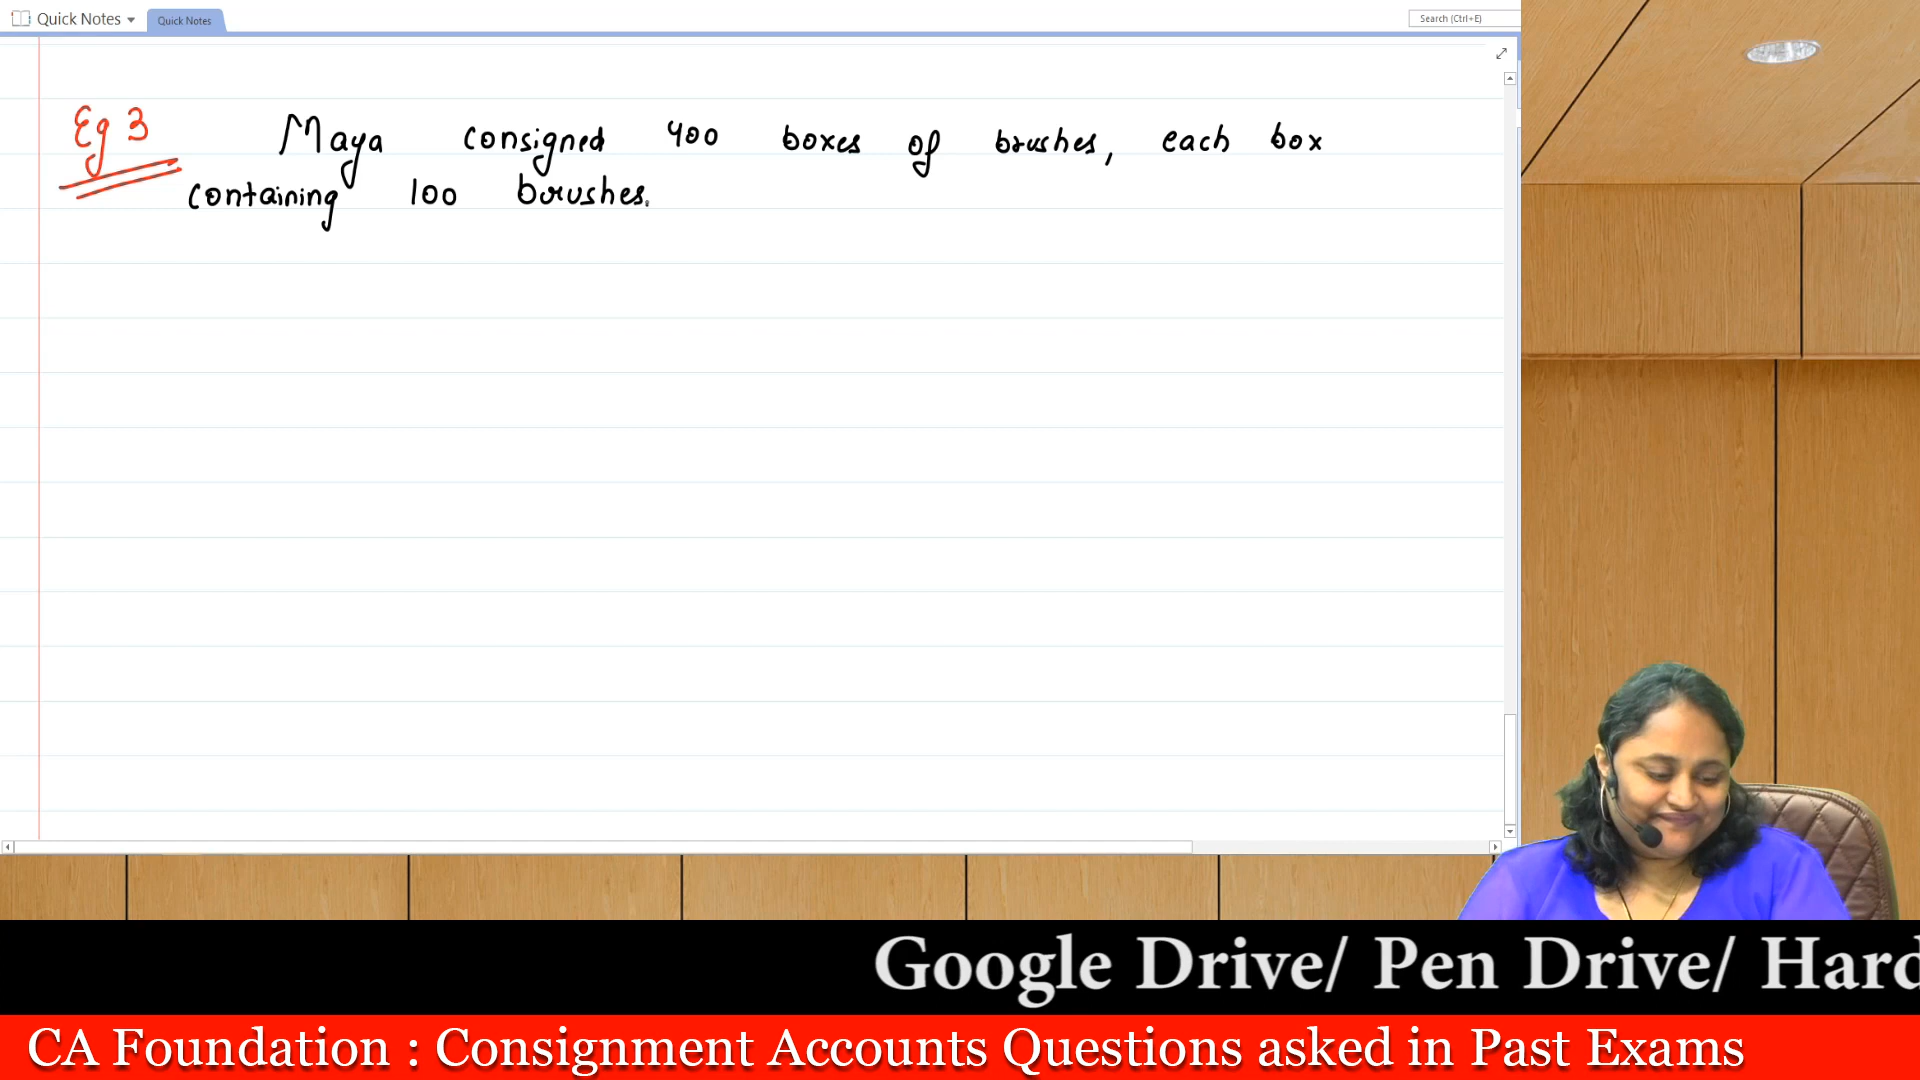 Quick Notes
Quick Notes
Search (Ctrl+E)
Eg 3 Maya consigned 400 boxes of brushes, each box
containing 100 brushes.
Google Drive/ Pen Drive/ Hard
CA Foundation : Consignment Accounts Questions asked in Past Exams